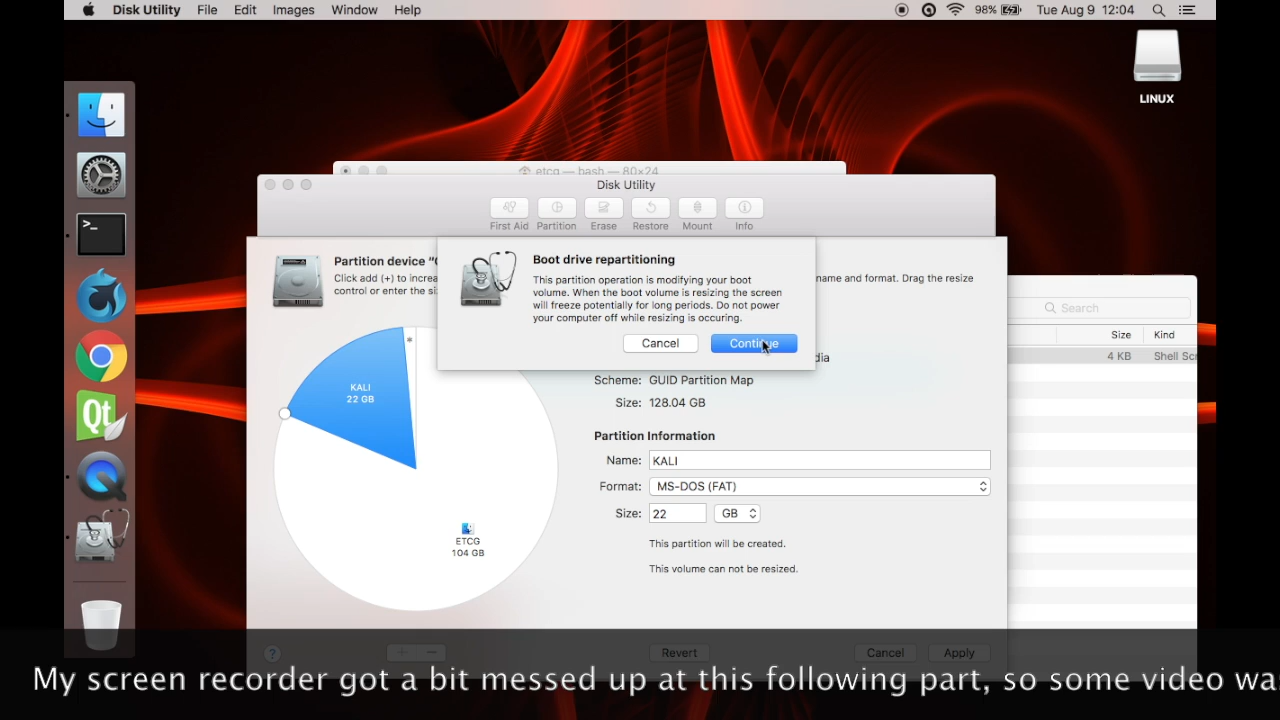 Disk Utility File Edit Images Window Help 98% Tue Aug 9 12:04
LINUX
etcg — bash — 80×24
Disk Utility
First Aid Partition Erase Restore Mount Info
Partition device “
Click add (+) to increa
control or enter the si
name and format. Drag the resize
Boot drive repartitioning
This partition operation is modifying your boot
volume. When the boot volume is resizing the screen
will freeze potentially for long periods. Do not power
your computer off while resizing is occuring.
Cancel Continue
Search
Size Kind
4 KB Shell Scr
KALI
22 GB
*
ETCG
104 GB
dia
Scheme: GUID Partition Map
Size: 128.04 GB
Partition Information
Name: KALI
Format: MS-DOS (FAT)
Size: 22 GB
This partition will be created.
This volume can not be resized.
? + − Revert Cancel Apply
>_
Qt
My screen recorder got a bit messed up at this following part, so some video wa